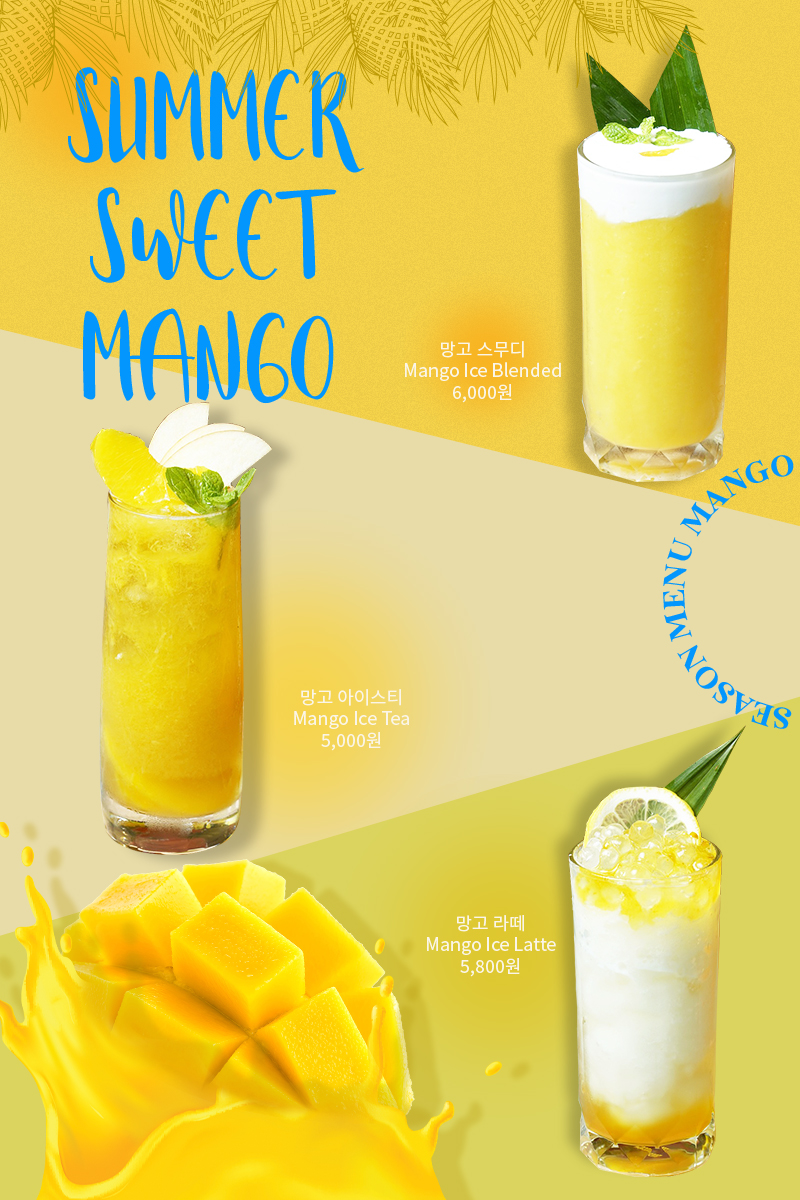 SUMMER
SWEET
MANGO
망고 스무디
Mango Ice Blended
6,000원
SEASON MENU MANGO
망고 아이스티
Mango Ice Tea
5,000원
망고 라떼
Mango Ice Latte
5,800원